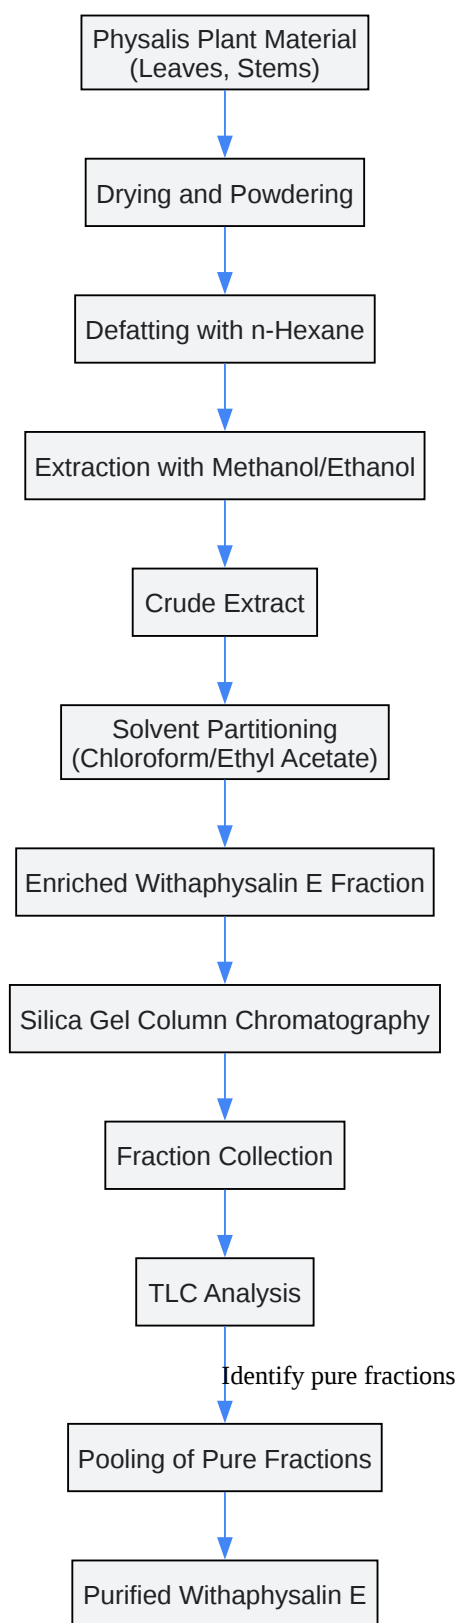 Physalis Plant Material
(Leaves, Stems)
Drying and Powdering
Defatting with n-Hexane
Extraction with Methanol/Ethanol
Crude Extract
Solvent Partitioning
(Chloroform/Ethyl Acetate)
Enriched Withaphysalin E Fraction
Silica Gel Column Chromatography
Fraction Collection
TLC Analysis
Identify pure fractions
Pooling of Pure Fractions
Purified Withaphysalin E